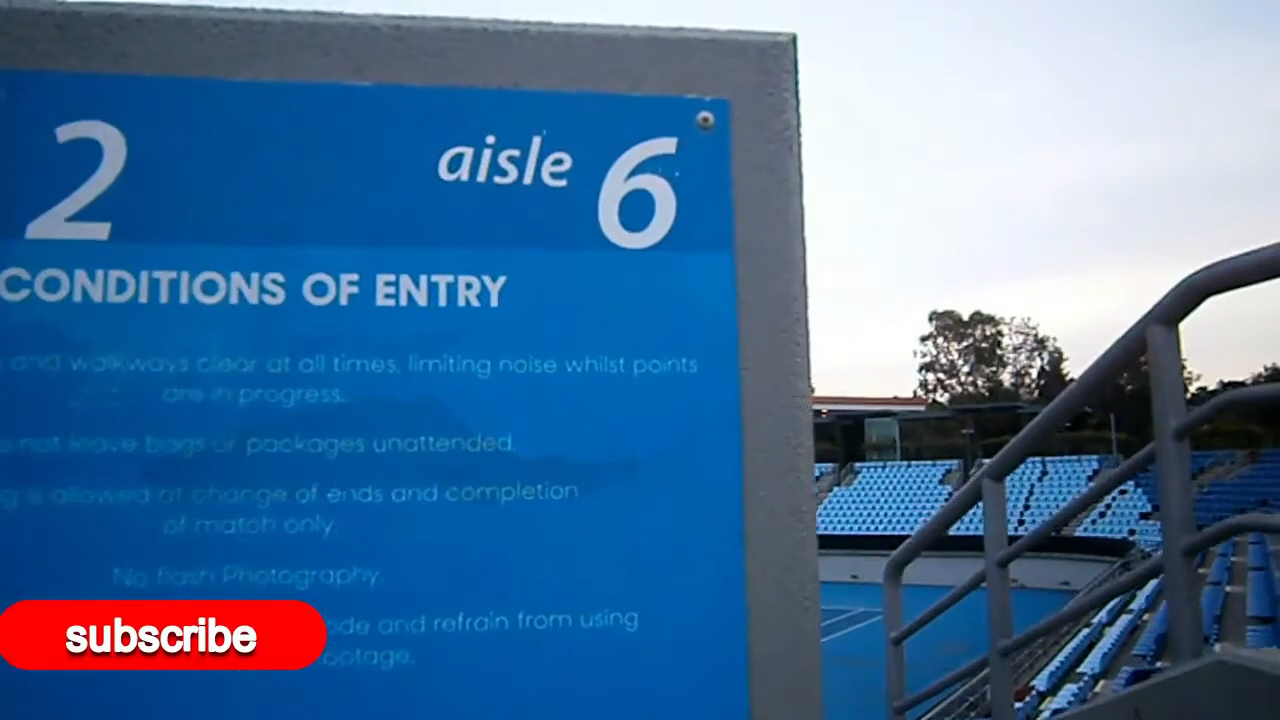 2 aisle 6
CONDITIONS OF ENTRY
and walkways clear at all times, limiting noise whilst points
are in progress.
not leave bags or packages unattended.
is allowed at change of ends and completion
of match only.
No flash Photography.
and refrain from using
subscribe